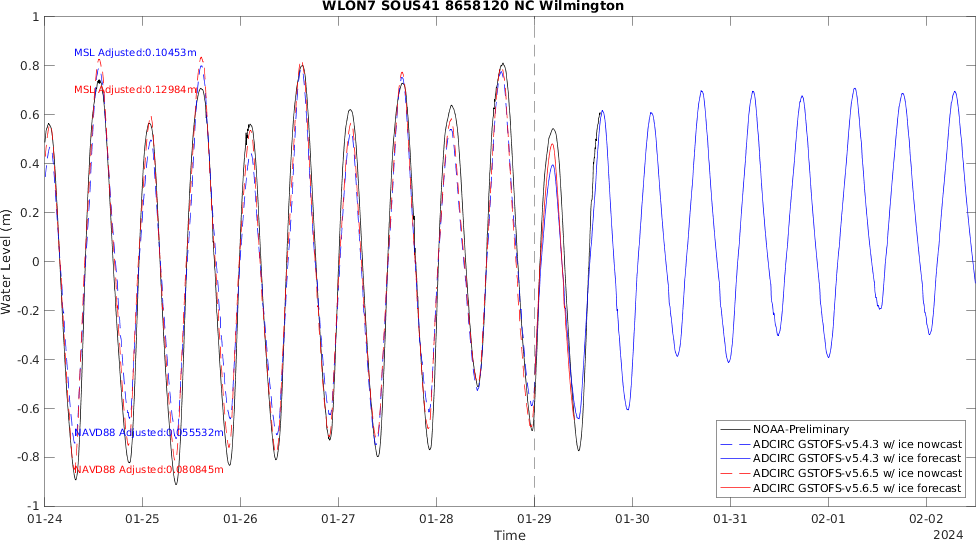 WLON7 SOUS41 8658120 NC Wilmington
MSL Adjusted:0.10453m
MSL Adjusted:0.12984m
NAVD88 Adjusted:0.055532m
NAVD88 Adjusted:0.080845m
Water Level (m)
1
0.8
0.6
0.4
0.2
0
-0.2
-0.4
-0.6
-0.8
-1
NOAA-Preliminary
ADCIRC GSTOFS-v5.4.3 w/ ice nowcast
ADCIRC GSTOFS-v5.4.3 w/ ice forecast
ADCIRC GSTOFS-v5.6.5 w/ ice nowcast
ADCIRC GSTOFS-v5.6.5 w/ ice forecast
01-24 01-25 01-26 01-27 01-28 01-29 01-30 01-31 02-01 02-02
Time
2024